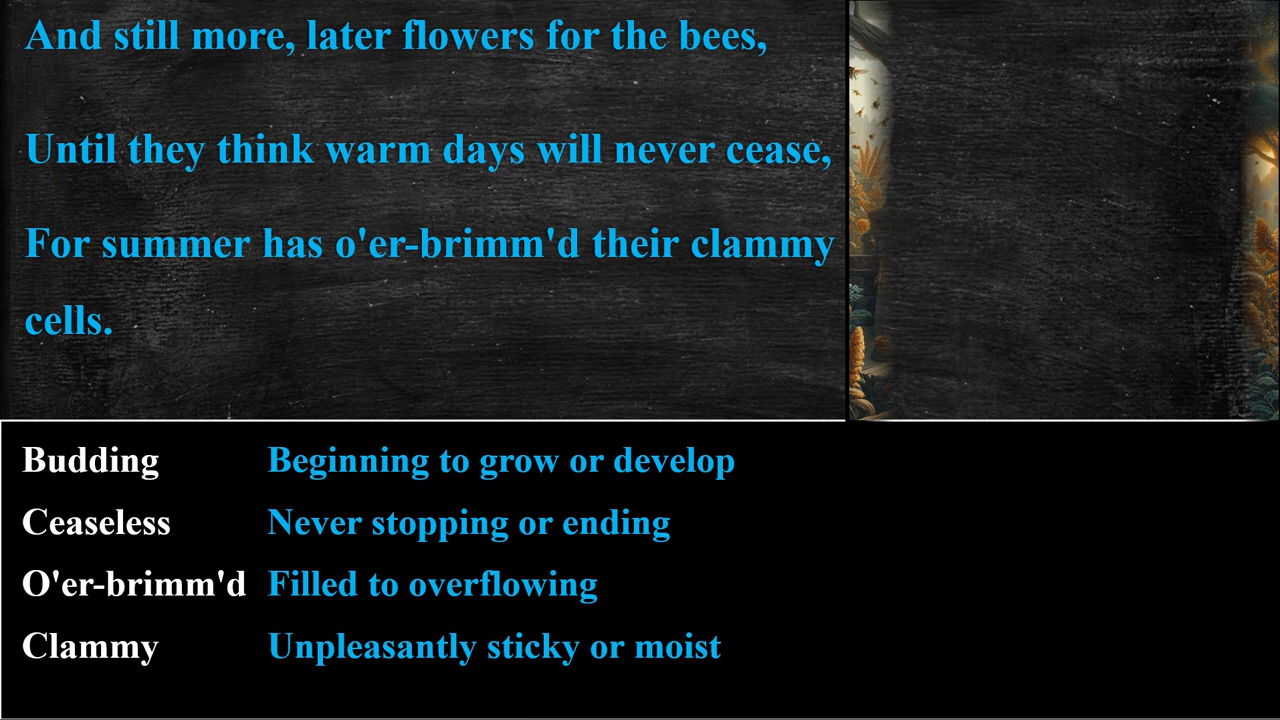 And still more, later flowers for the bees,
Until they think warm days will never cease,
For summer has o'er-brimm'd their clammy
cells.
Budding Beginning to grow or develop
Ceaseless Never stopping or ending
O'er-brimm'd Filled to overflowing
Clammy Unpleasantly sticky or moist